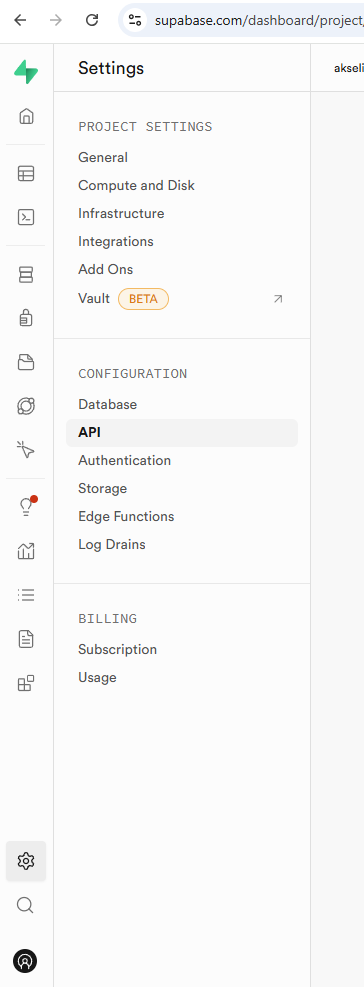 supabase.com/dashboard/project
Settings
akseli
PROJECT SETTINGS
General
Compute and Disk
Infrastructure
Integrations
Add Ons
Vault BETA
CONFIGURATION
Database
API
Authentication
Storage
Edge Functions
Log Drains
BILLING
Subscription
Usage